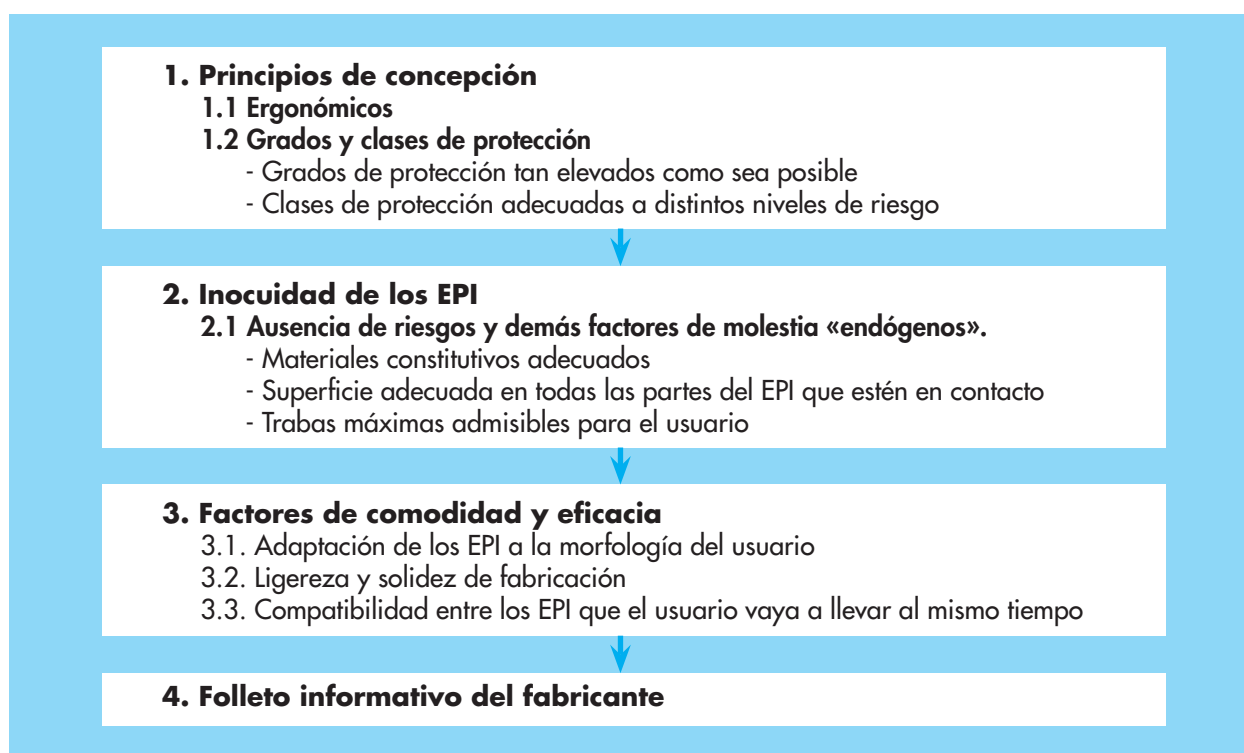 1. Principios de concepción
1.1 Ergonómicos
1.2 Grados y clases de protección
- Grados de protección tan elevados como sea posible
- Clases de protección adecuadas a distintos niveles de riesgo
2. Inocuidad de los EPI
2.1 Ausencia de riesgos y demás factores de molestia «endógenos».
- Materiales constitutivos adecuados
- Superficie adecuada en todas las partes del EPI que estén en contacto
- Trabas máximas admisibles para el usuario
3. Factores de comodidad y eficacia
3.1. Adaptación de los EPI a la morfología del usuario
3.2. Ligereza y solidez de fabricación
3.3. Compatibilidad entre los EPI que el usuario vaya a llevar al mismo tiempo
4. Folleto informativo del fabricante